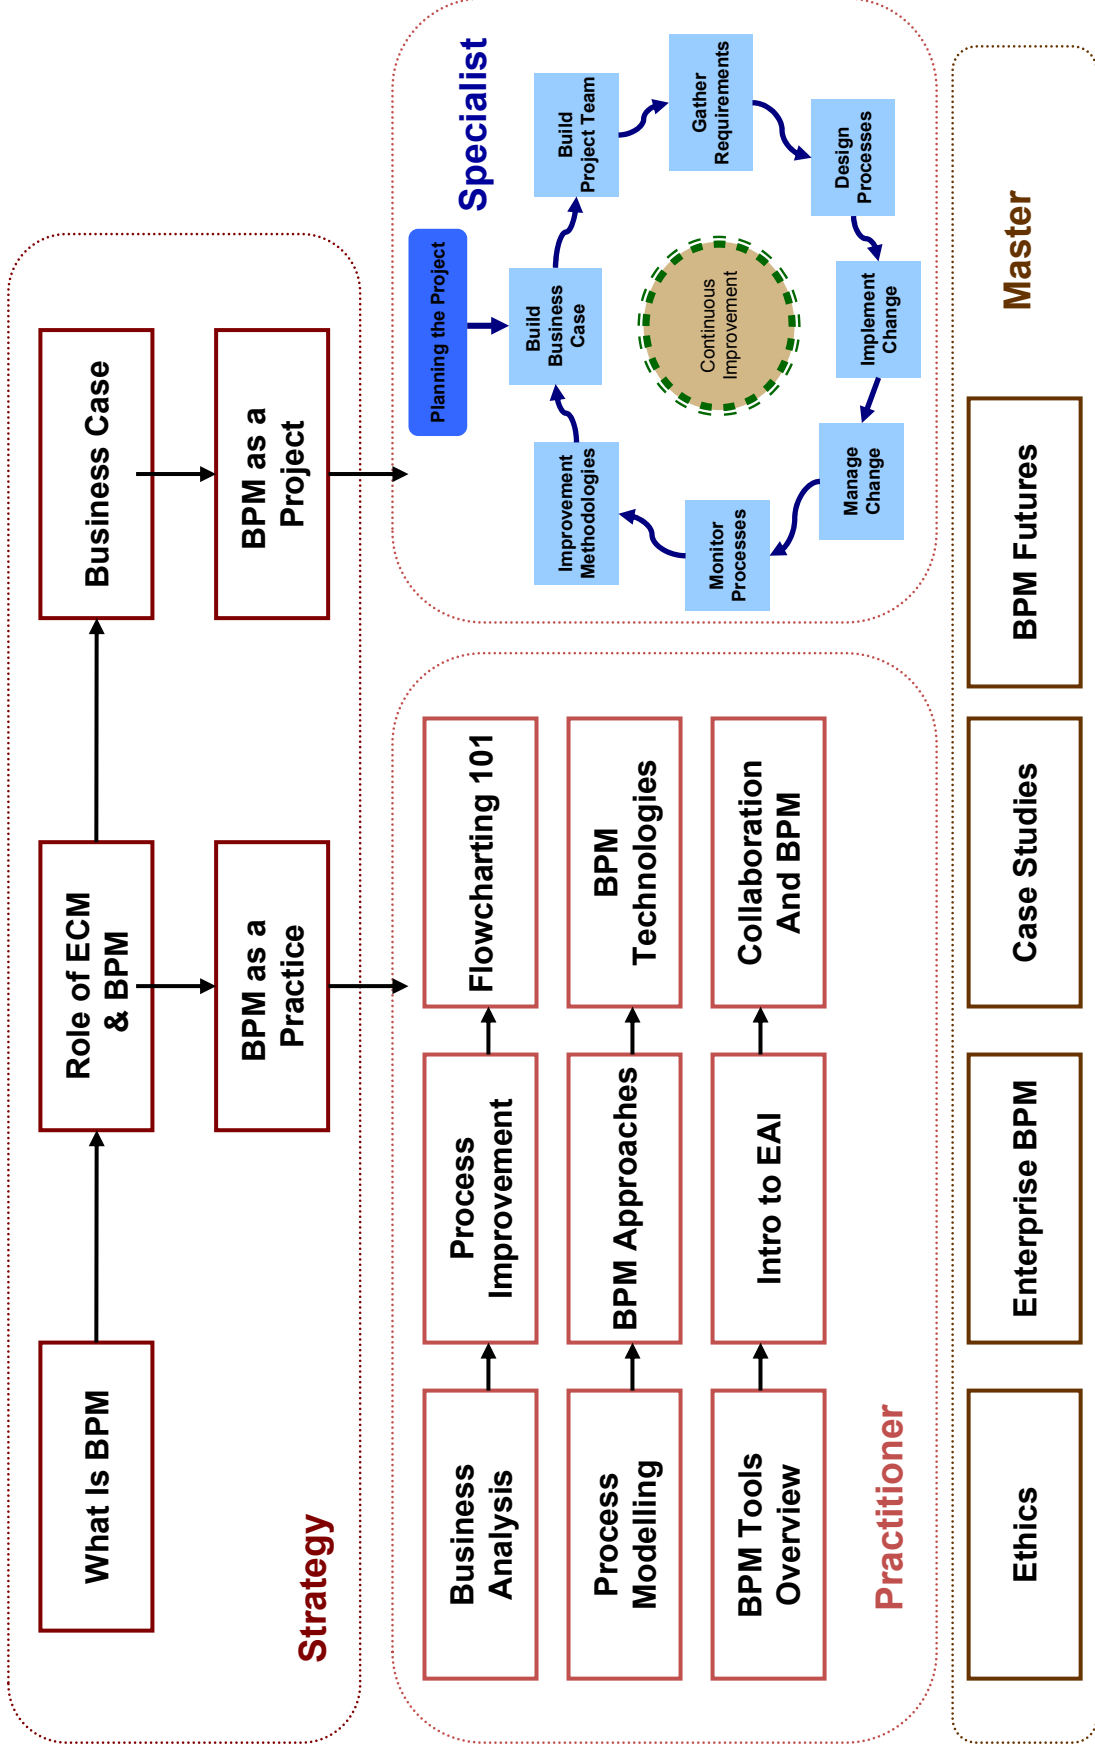 What Is BPM
Role of ECM
& BPM
Business Case
BPM as a
Practice
BPM as a
Project
Strategy
Business
Analysis
Process
Improvement
Flowcharting 101
Process
Modelling
BPM Approaches
BPM
Technologies
BPM Tools
Overview
Intro to EAI
Collaboration
And BPM
Practitioner
Specialist
Planning the Project
Build
Business
Case
Build
Project Team
Gather
Requirements
Design
Processes
Implement
Change
Manage
Change
Monitor
Processes
Improvement
Methodologies
Continuous
Improvement
Master
Ethics
Enterprise BPM
Case Studies
BPM Futures